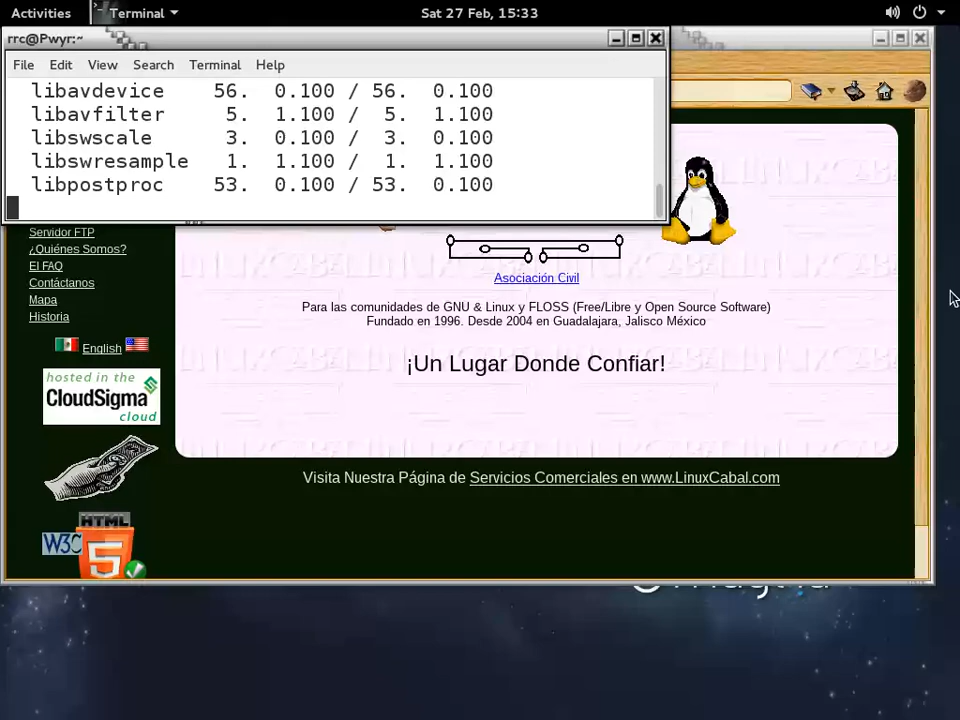 Activities
Terminal
Sat 27 Feb, 15:33
rrc@Pwyr:~
File Edit View Search Terminal Help
libavdevice 56. 0.100 / 56. 0.100
libavfilter 5. 1.100 / 5. 1.100
libswscale 3. 0.100 / 3. 0.100
libswresample 1. 1.100 / 1. 1.100
libpostproc 53. 0.100 / 53. 0.100
Servidor FTP
¿Quiénes Somos?
El FAQ
Contáctanos
Mapa
Historia
English
hosted in the
CloudSigma
cloud
W3C
HTML
5
Asociación Civil
Para las comunidades de GNU & Linux y FLOSS (Free/Libre y Open Source Software)
Fundado en 1996. Desde 2004 en Guadalajara, Jalisco México
¡Un Lugar Donde Confiar!
Visita Nuestra Página de Servicios Comerciales en www.LinuxCabal.com